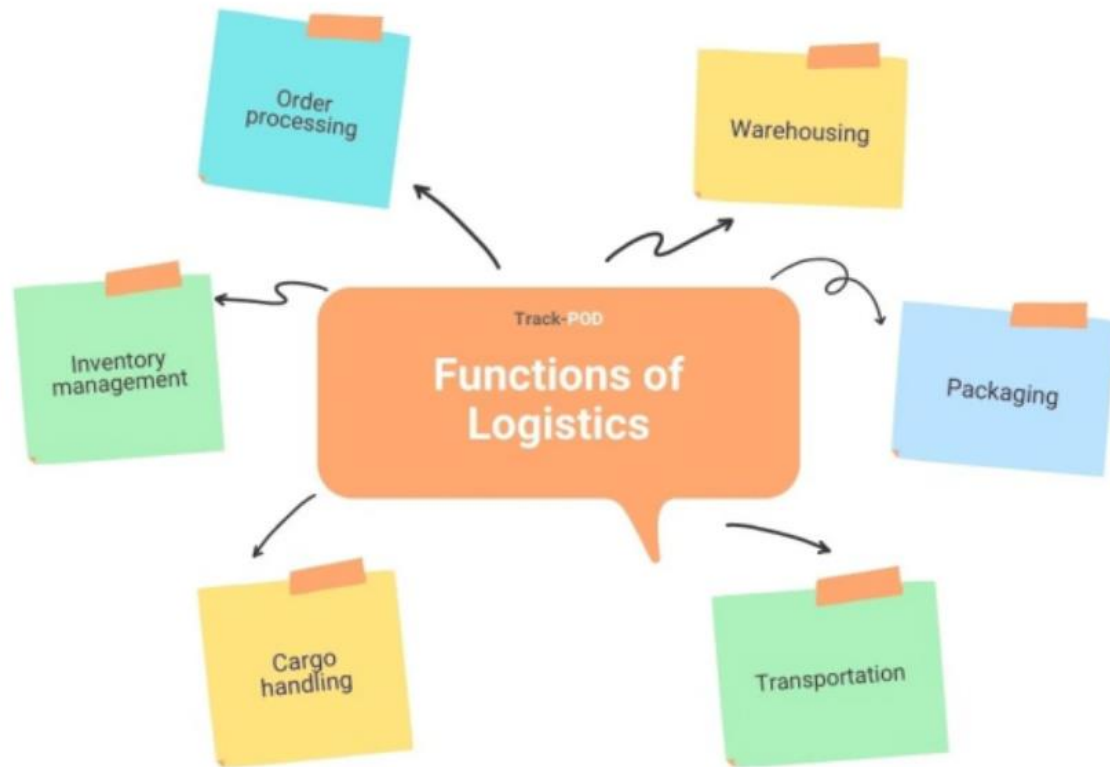 Order
processing
Warehousing
Inventory
management
Track-POD
Functions of
Logistics
Packaging
Cargo
handling
Transportation